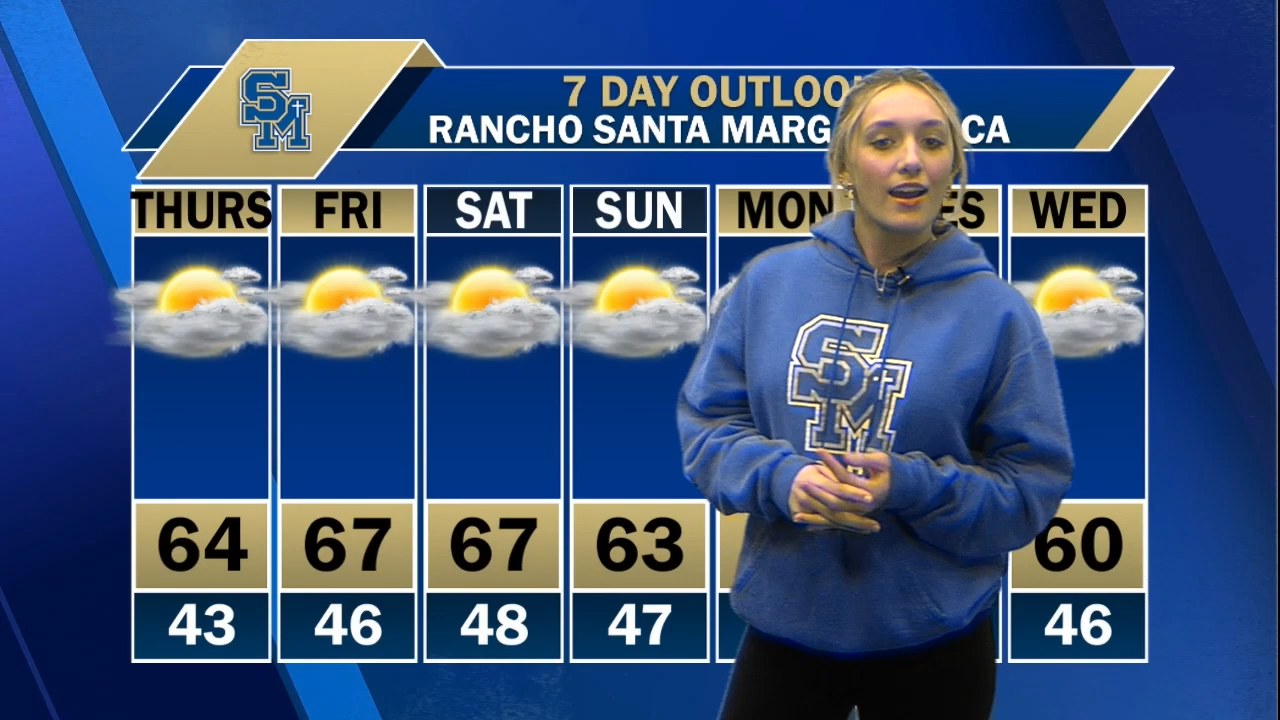 SM
7 DAY OUTLOO
RANCHO SANTA MARG CA
THURS FRI SAT SUN MON ES WED
SM
64 67 67 63 60
43 46 48 47 46